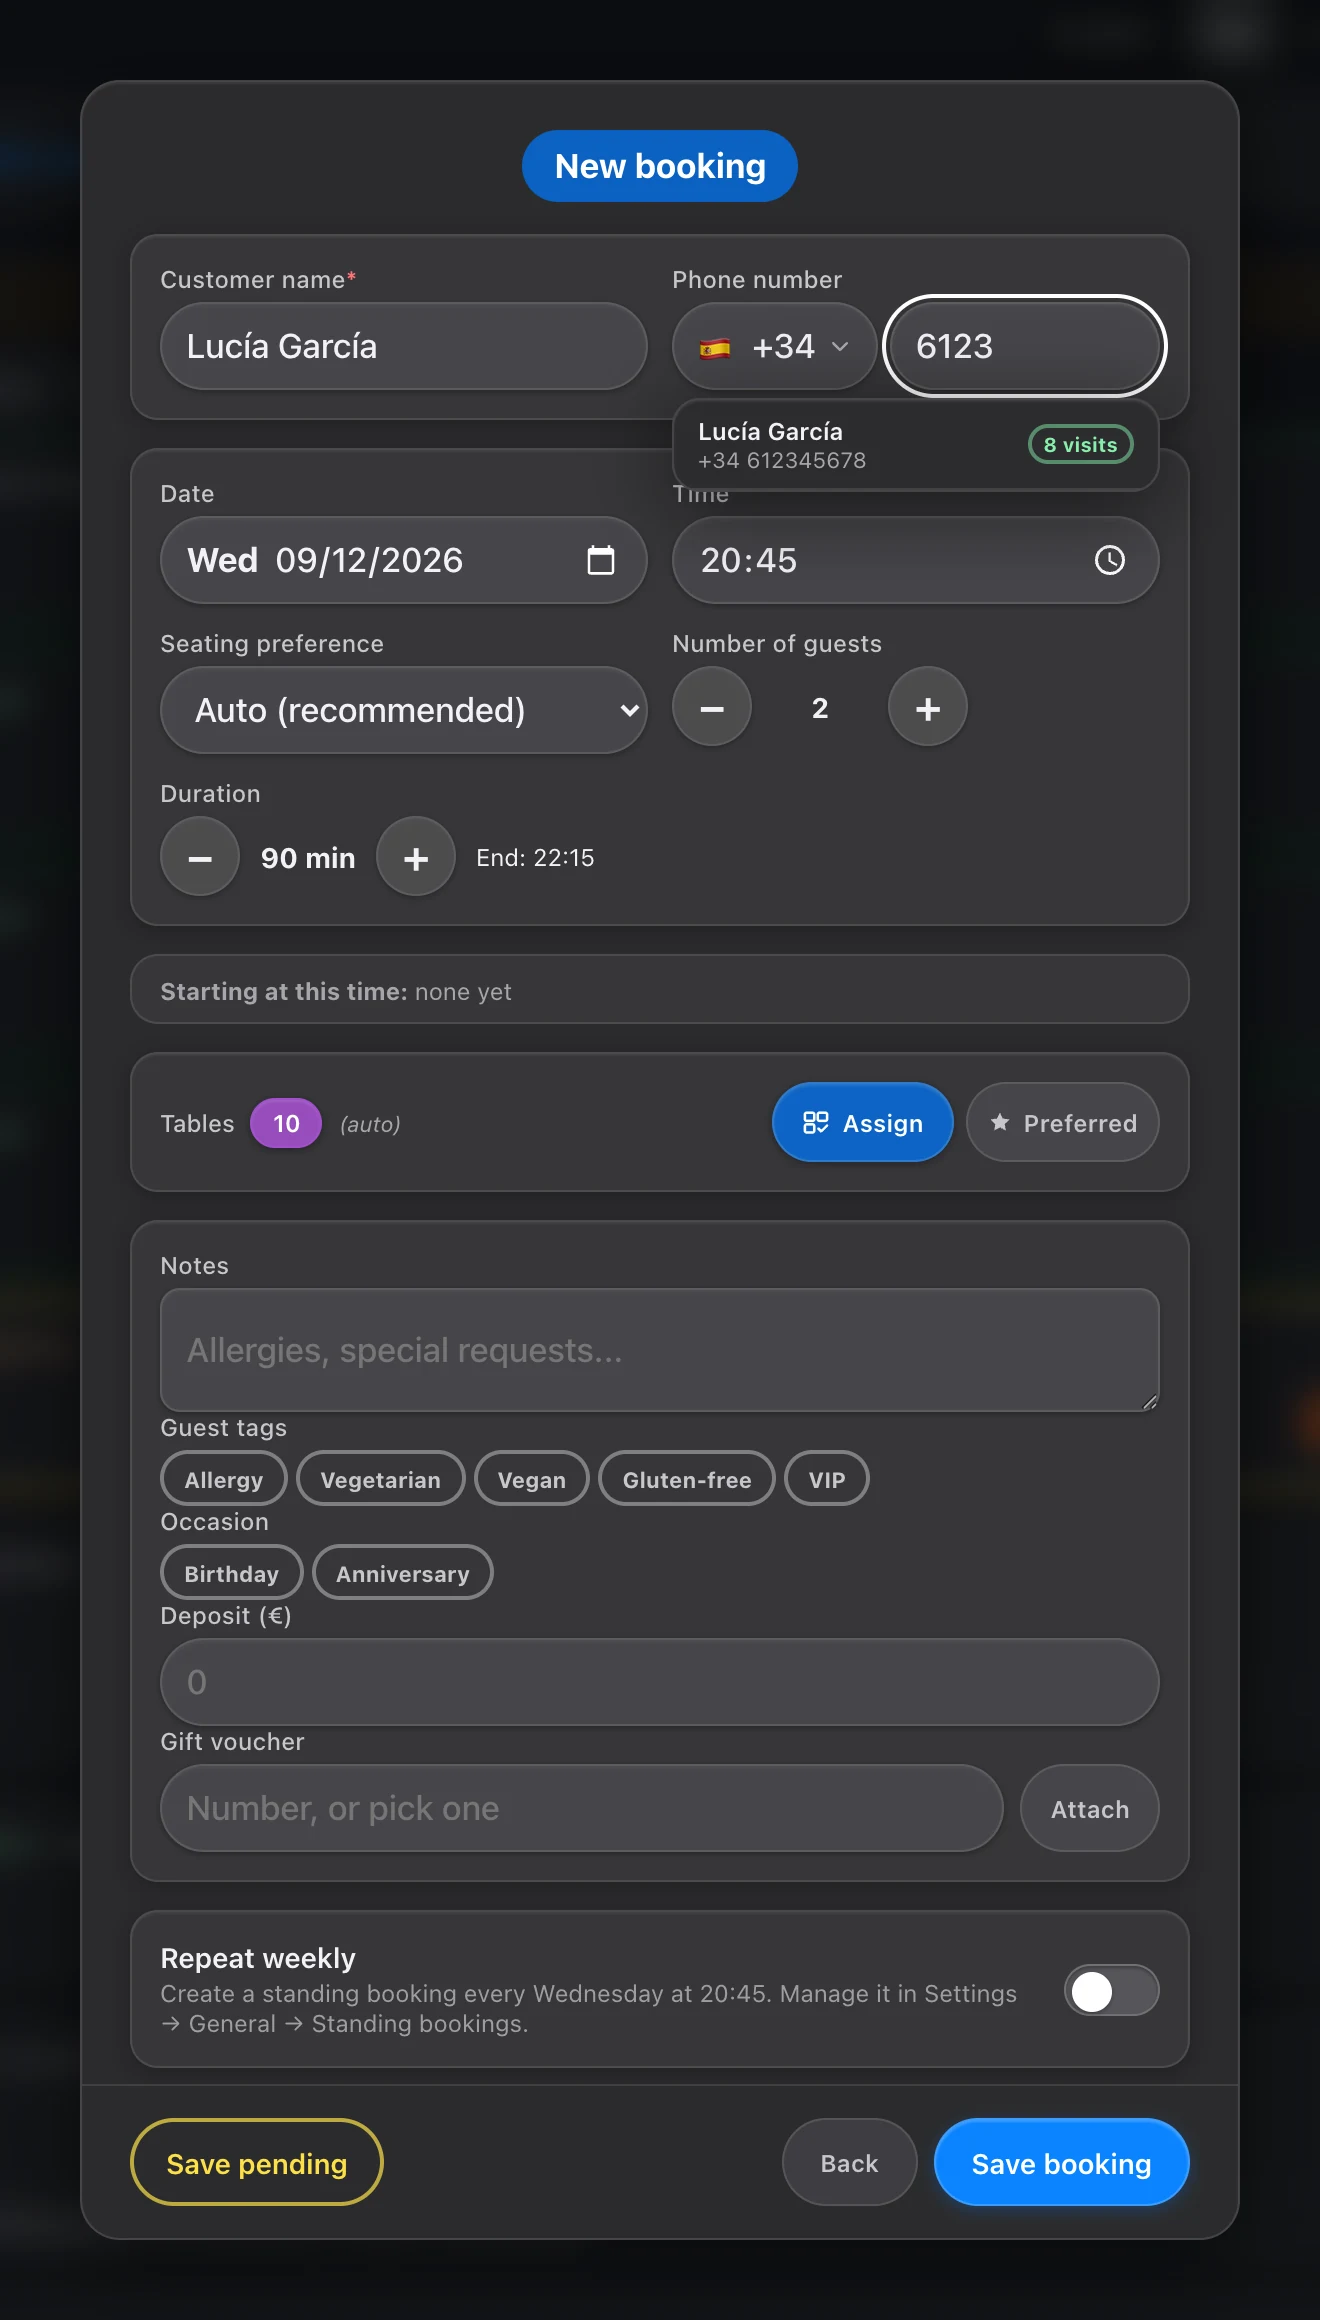 New booking
Customer name*
Phone number
Lucía García
+34
6123
Lucía García
+34 612345678
8 visits
Date
Time
Wed 09/12/2026
20:45
Seating preference
Number of guests
Auto (recommended)
2
Duration
90 min
End: 22:15
Starting at this time: none yet
Tables 10 (auto)
Assign
Preferred
Notes
Allergies, special requests...
Guest tags
Allergy Vegetarian Vegan Gluten-free VIP
Occasion
Birthday Anniversary
Deposit (€)
0
Gift voucher
Number, or pick one
Attach
Repeat weekly
Create a standing booking every Wednesday at 20:45. Manage it in Settings
→ General → Standing bookings.
Save pending
Back
Save booking